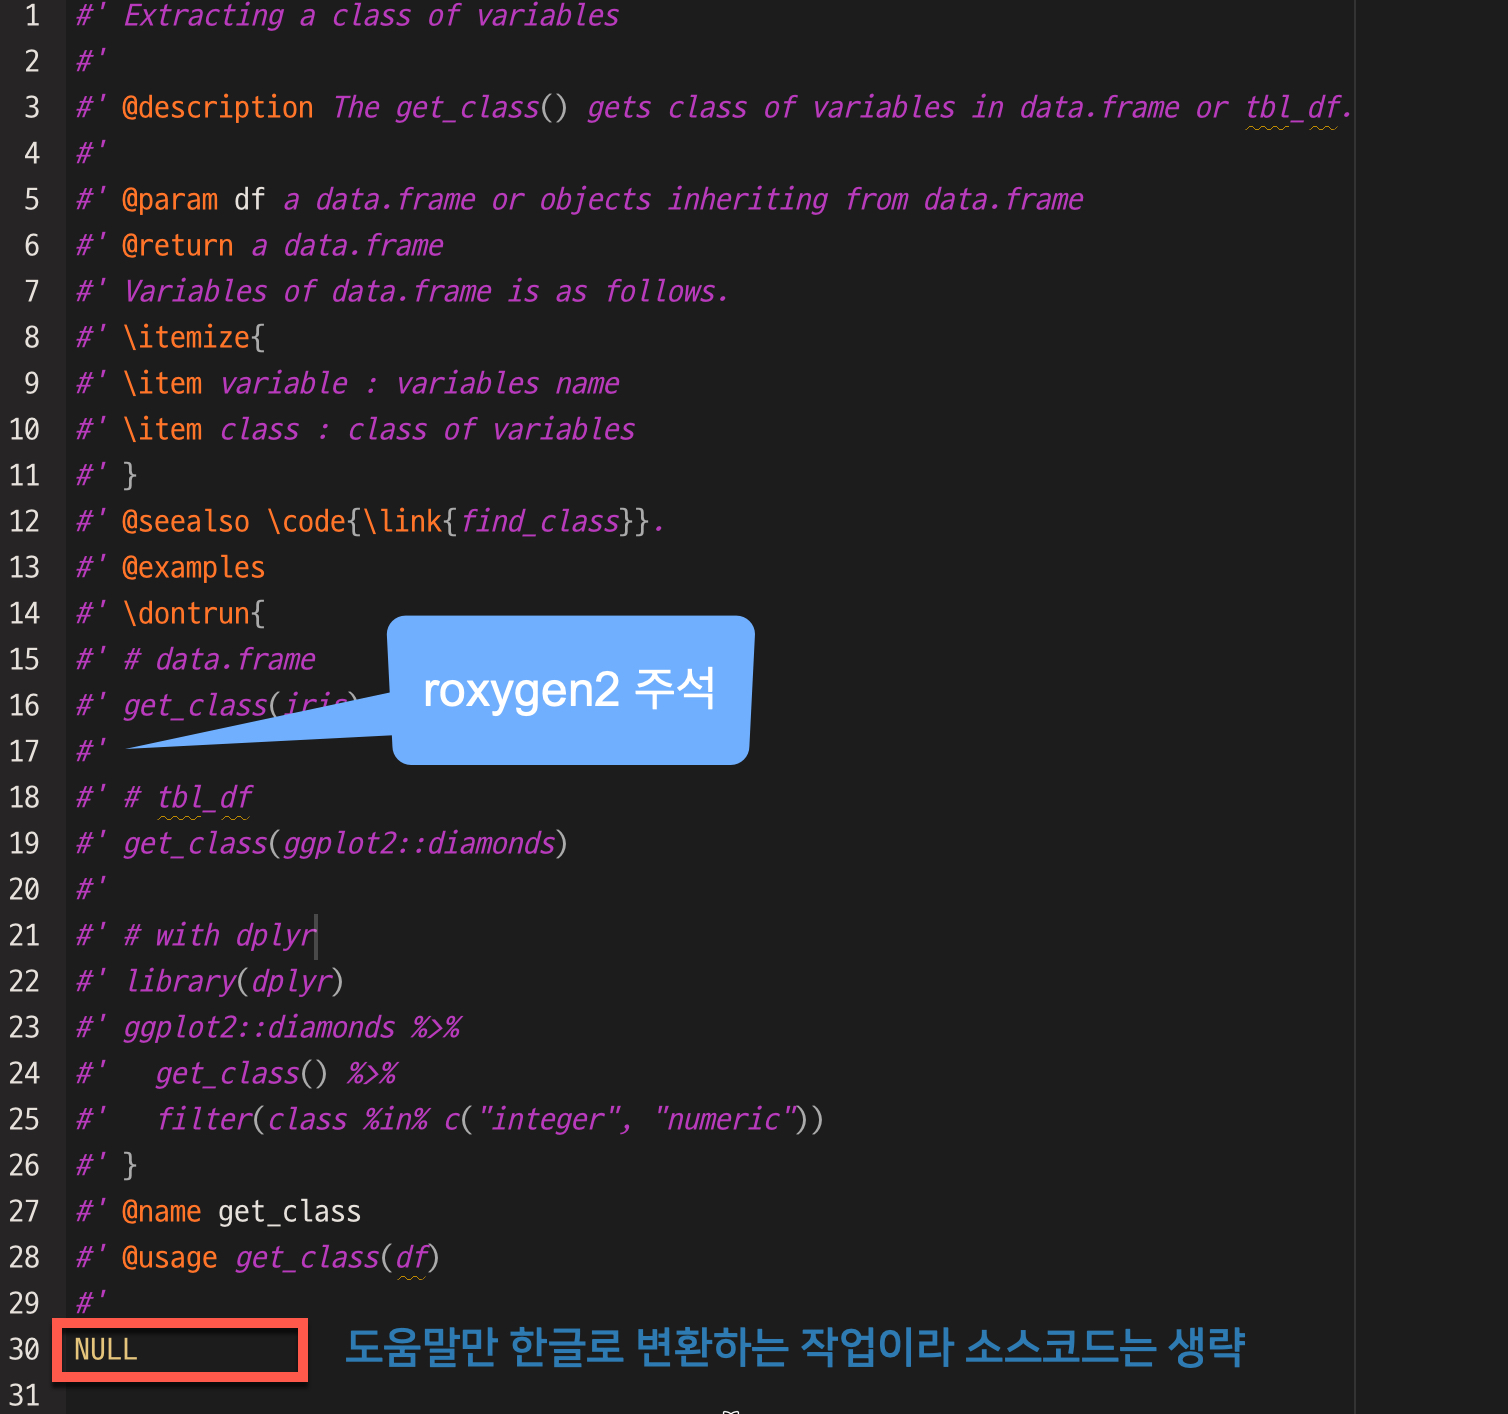 1 #' Extracting a class of variables
2 #'
3 #' @description The get_class() gets class of variables in data.frame or tbl_df.
4 #'
5 #' @param df a data.frame or objects inheriting from data.frame
6 #' @return a data.frame
7 #' Variables of data.frame is as follows.
8 #' \itemize{
9 #' \item variable : variables name
10 #' \item class : class of variables
11 #' }
12 #' @seealso \code{\link{find_class}}.
13 #' @examples
14 #' \dontrun{
15 #' # data.frame
16 #' get_class(iris)
roxygen2 주석
17 #'
18 #' # tbl_df
19 #' get_class(ggplot2::diamonds)
20 #'
21 #' # with dplyr
22 #' library(dplyr)
23 #' ggplot2::diamonds %>%
24 #'   get_class() %>%
25 #'   filter(class %in% c("integer", "numeric"))
26 #' }
27 #' @name get_class
28 #' @usage get_class(df)
29 #'
30 NULL 도움말만 한글로 변환하는 작업이라 소스코드는 생략
31